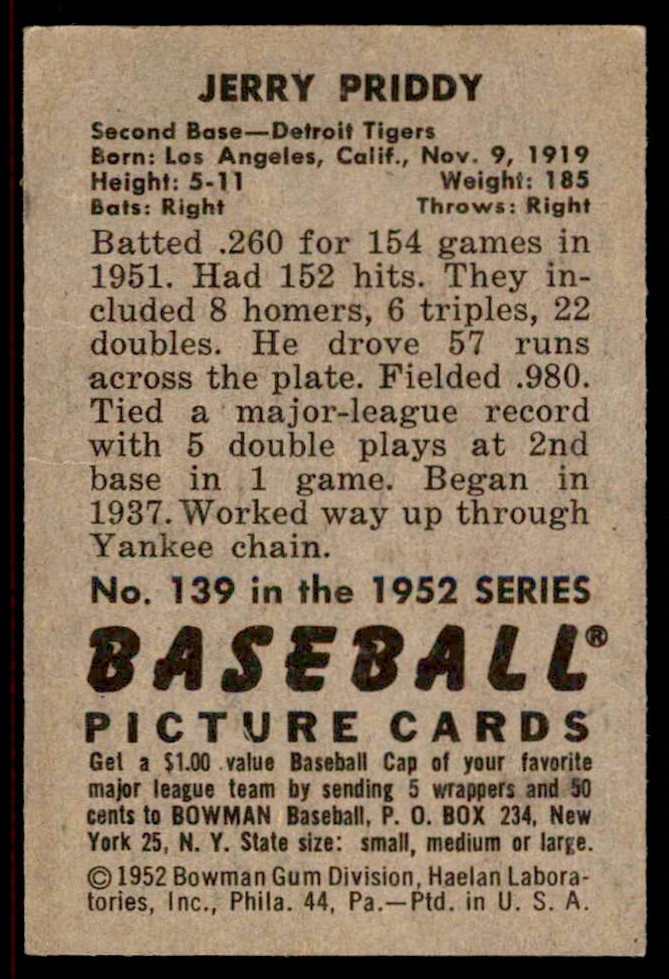 JERRY PRIDDY
Second Base—Detroit Tigers
Born: Los Angeles, Calif., Nov. 9, 1919
Height: 5-11 Weight: 185
Bats: Right Throws: Right
Batted .260 for 154 games in
1951. Had 152 hits. They in-
cluded 8 homers, 6 triples, 22
doubles. He drove 57 runs
across the plate. Fielded .980.
Tied a major-league record
with 5 double plays at 2nd
base in 1 game. Began in
1937. Worked way up through
Yankee chain.
No. 139 in the 1952 SERIES
BASEBALL®
PICTURE CARDS
Get a $1.00 value Baseball Cap of your favorite
major league team by sending 5 wrappers and 50
cents to BOWMAN Baseball, P. O. BOX 234, New
York 25, N. Y. State size: small, medium or large.
© 1952 Bowman Gum Division, Haelan Labora-
tories, Inc., Phila. 44, Pa.—Ptd. in U. S. A.